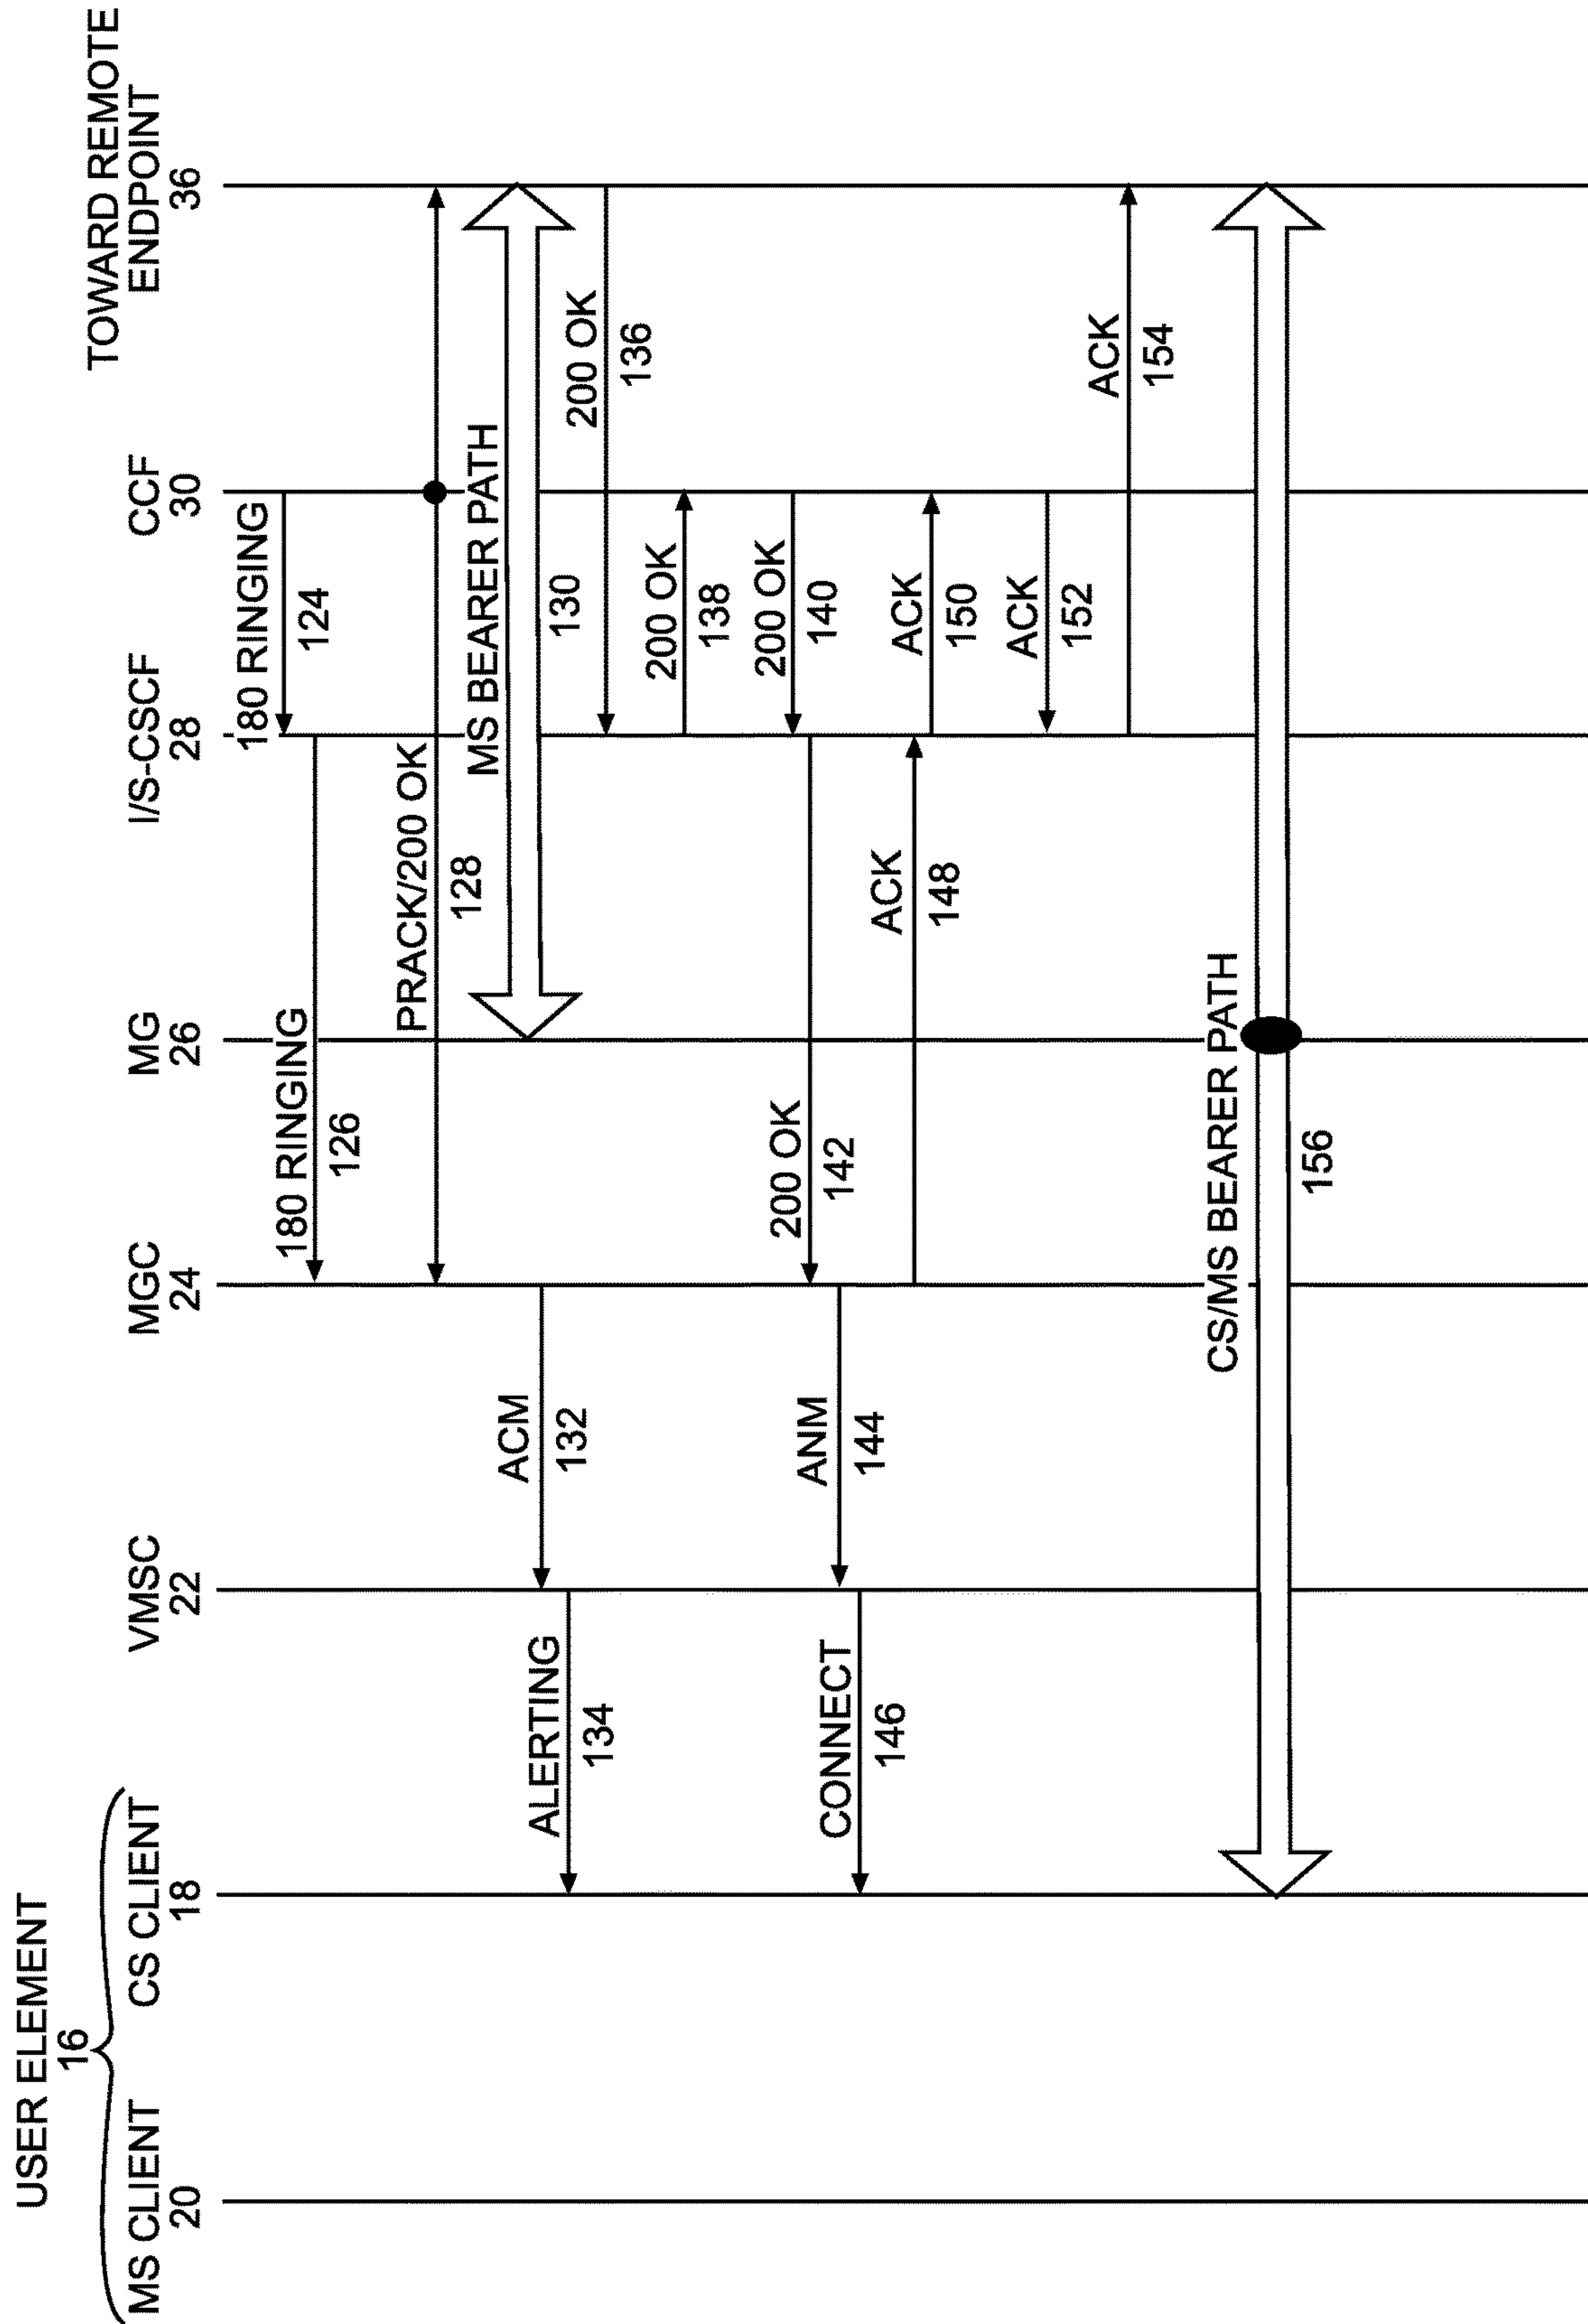 USER ELEMENT
16
MS CLIENT
20
CS CLIENT
18
VMSC
22
MGC
24
MG
26
I/S-CSCF
28
CCF
30
TOWARD REMOTE
ENDPOINT
36
180 RINGING
124
180 RINGING
126
PRACK/200 OK
128
MS BEARER PATH
130
ACM
132
ALERTING
134
200 OK
136
200 OK
138
200 OK
140
200 OK
142
ANM
144
CONNECT
146
ACK
148
ACK
150
ACK
152
ACK
154
CS/MS BEARER PATH
156